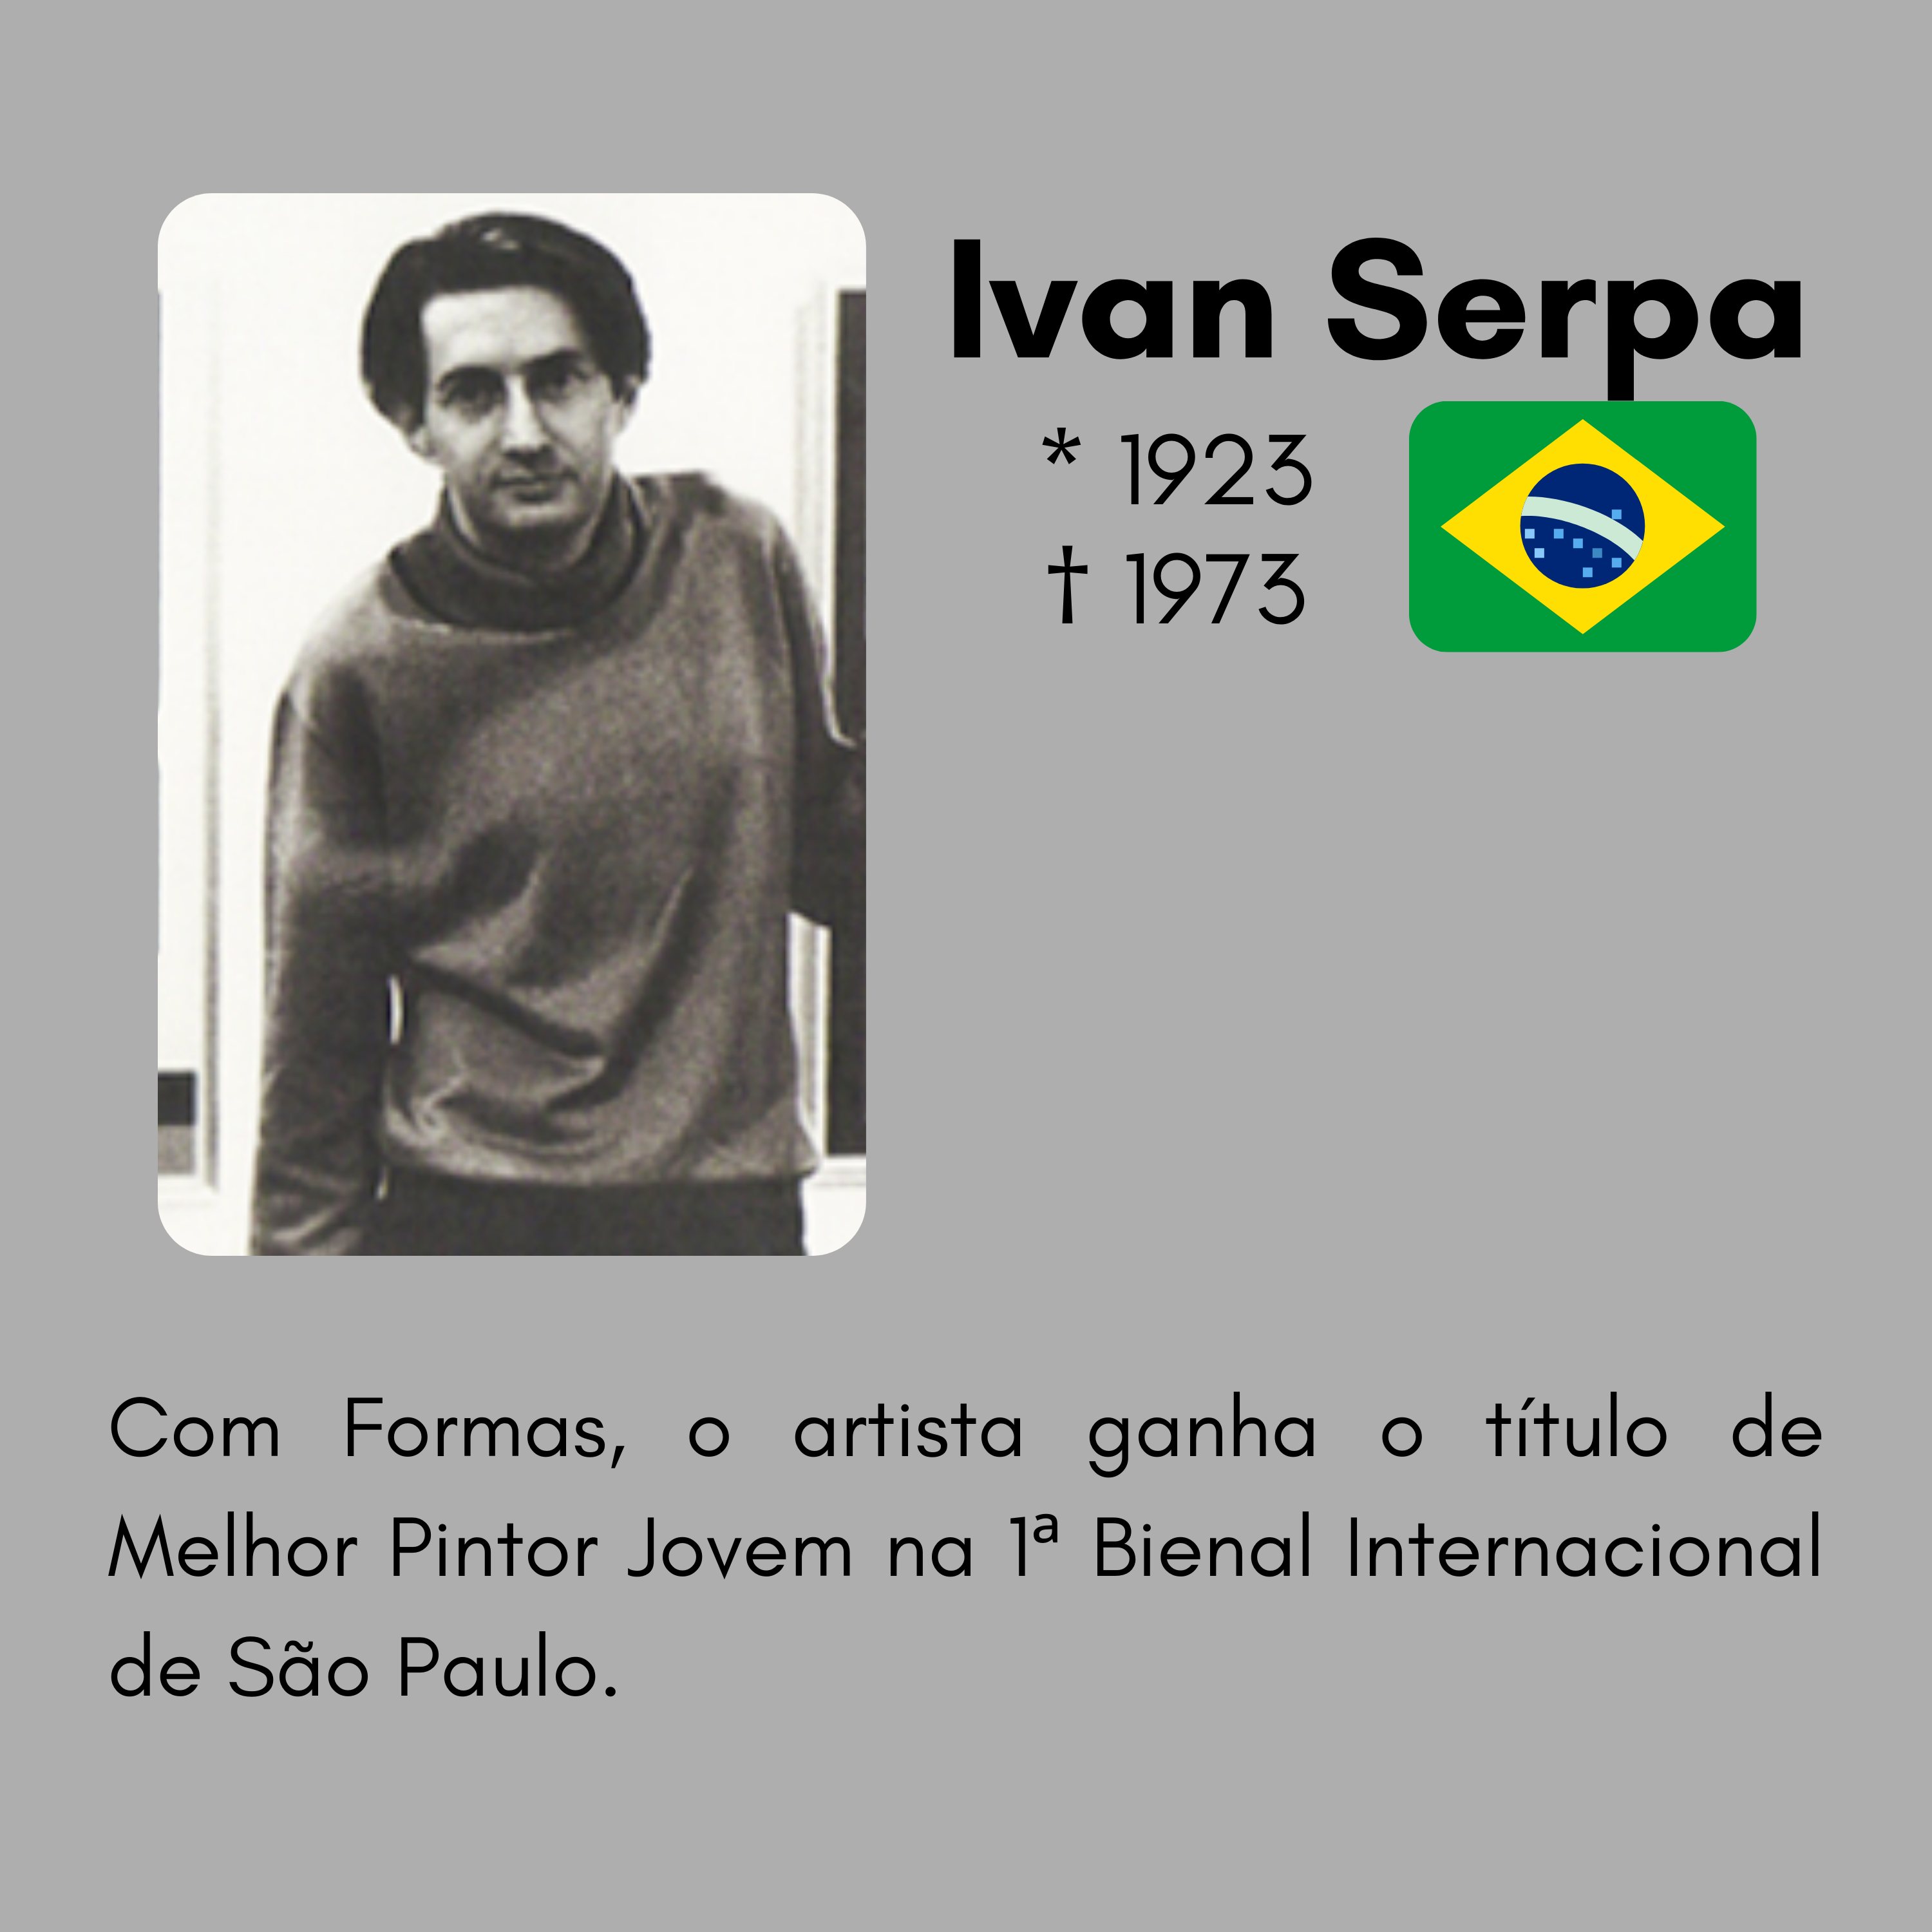 Ivan Serpa
* 1923
† 1973
Com Formas, o artista ganha o título de
Melhor Pintor Jovem na 1ª Bienal Internacional
de São Paulo.